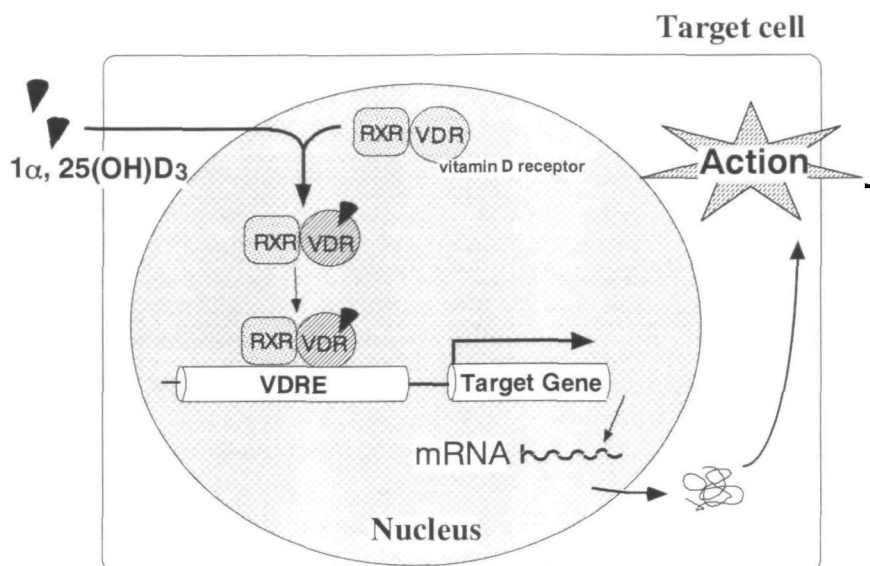 Target cell
RXR VDR
vitamin D receptor
1α, 25(OH)D₃
Action
RXR VDR
RXR VDR
VDRE
Target Gene
mRNA
Nucleus